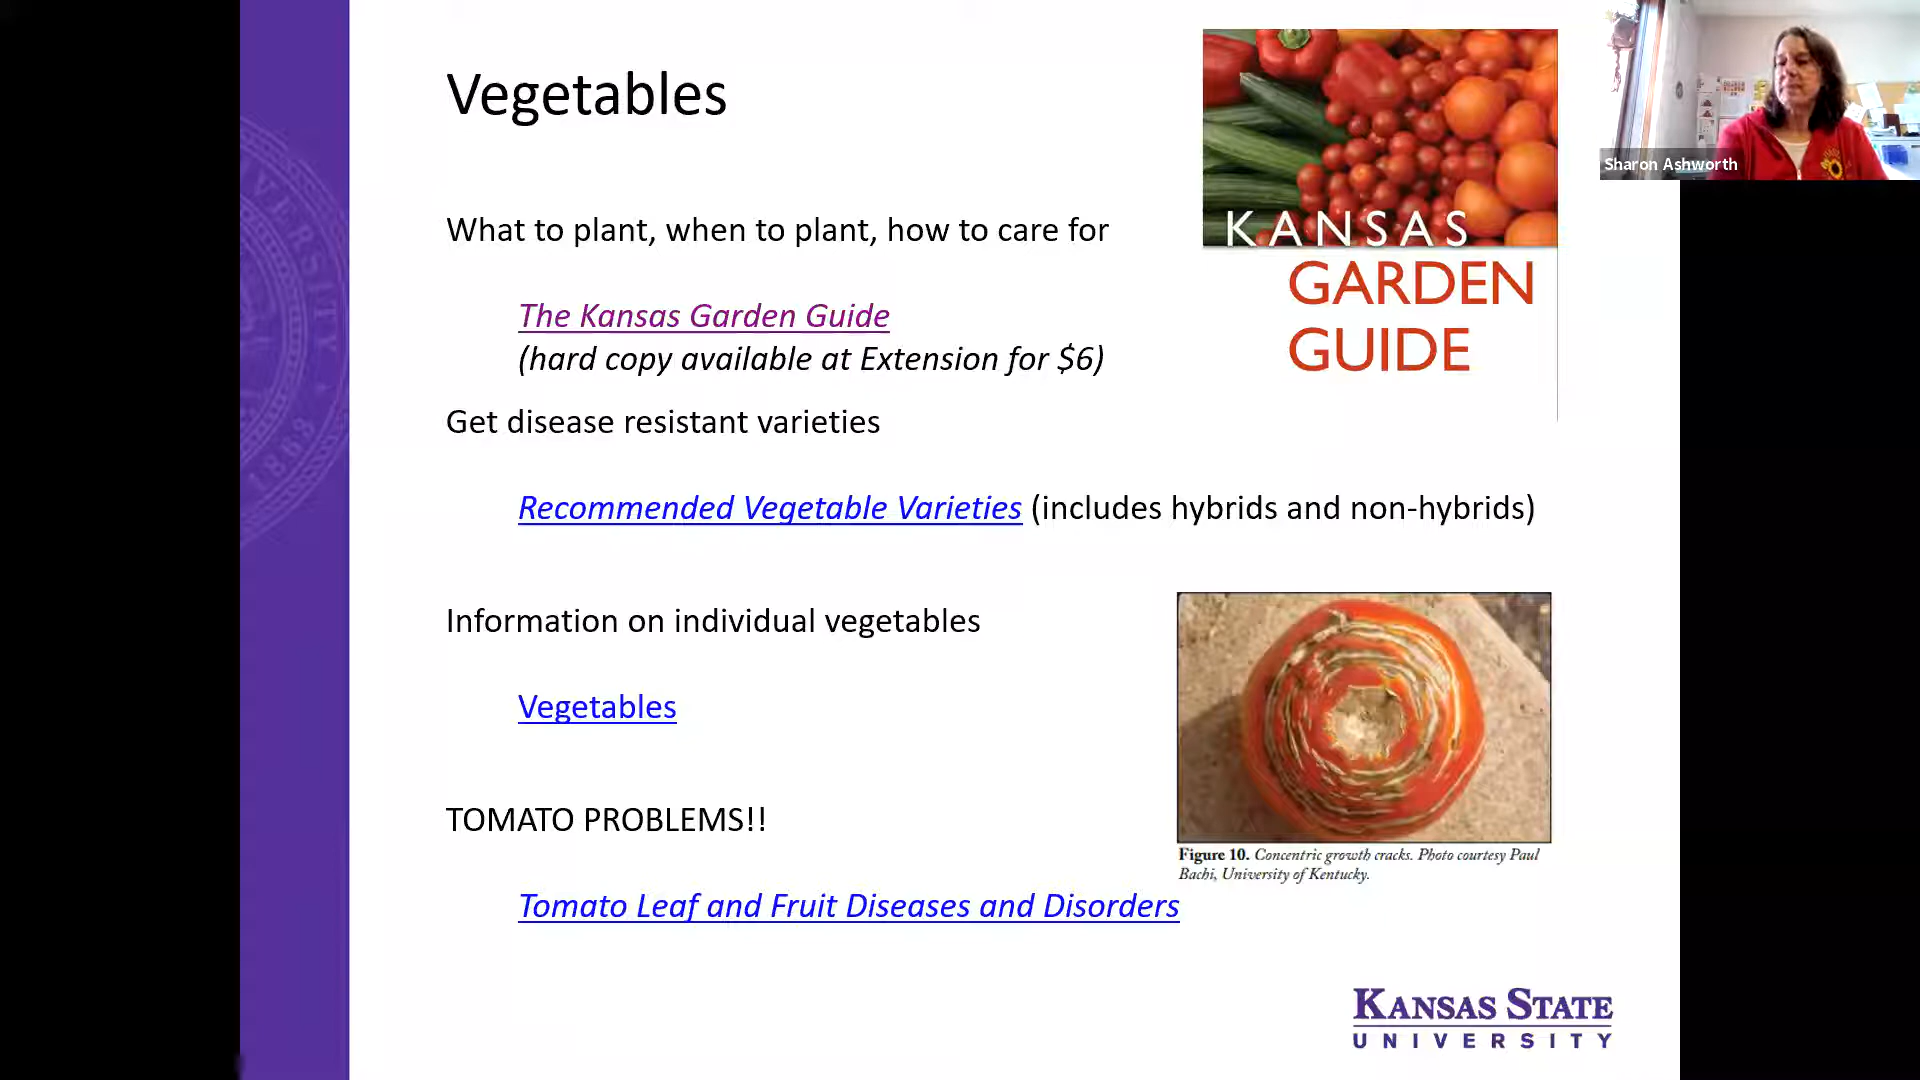 Vegetables
KANSAS
GARDEN
GUIDE
Sharon Ashworth
What to plant, when to plant, how to care for
The Kansas Garden Guide
(hard copy available at Extension for $6)
Get disease resistant varieties
Recommended Vegetable Varieties (includes hybrids and non-hybrids)
Information on individual vegetables
Vegetables
TOMATO PROBLEMS!!
Tomato Leaf and Fruit Diseases and Disorders
Figure 10. Concentric growth cracks. Photo courtesy Paul
Bachi, University of Kentucky.
KANSAS STATE
UNIVERSITY
VERSITY
1863